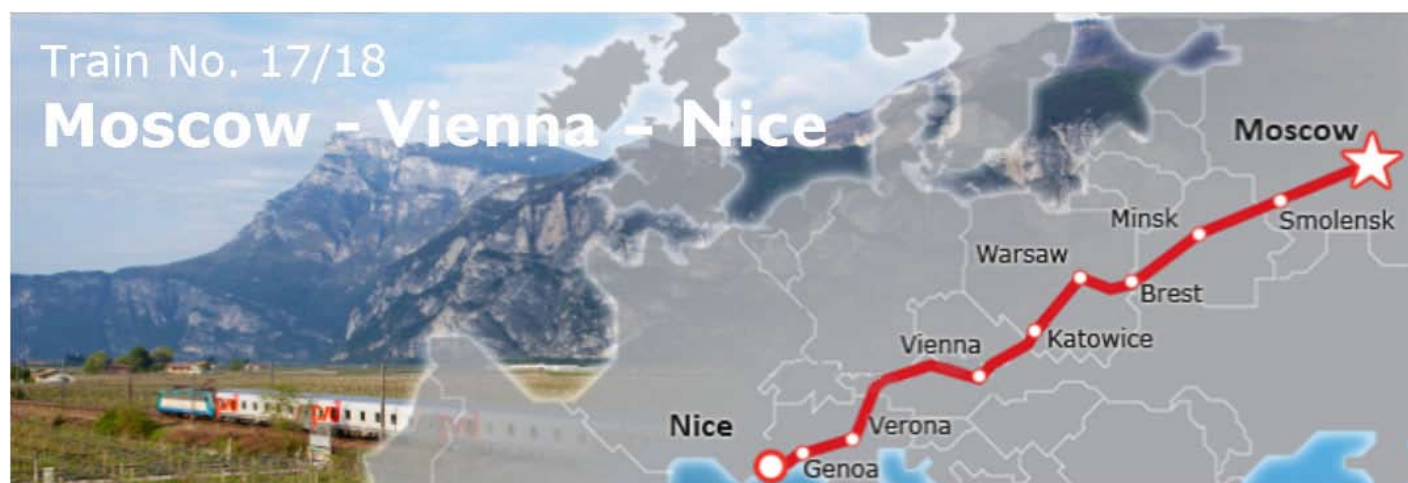 Train No. 17/18
Moscow - Vienna – Nice
Moscow
Smolensk
Minsk
Brest
Warsaw
Katowice
Vienna
Verona
Genoa
Nice